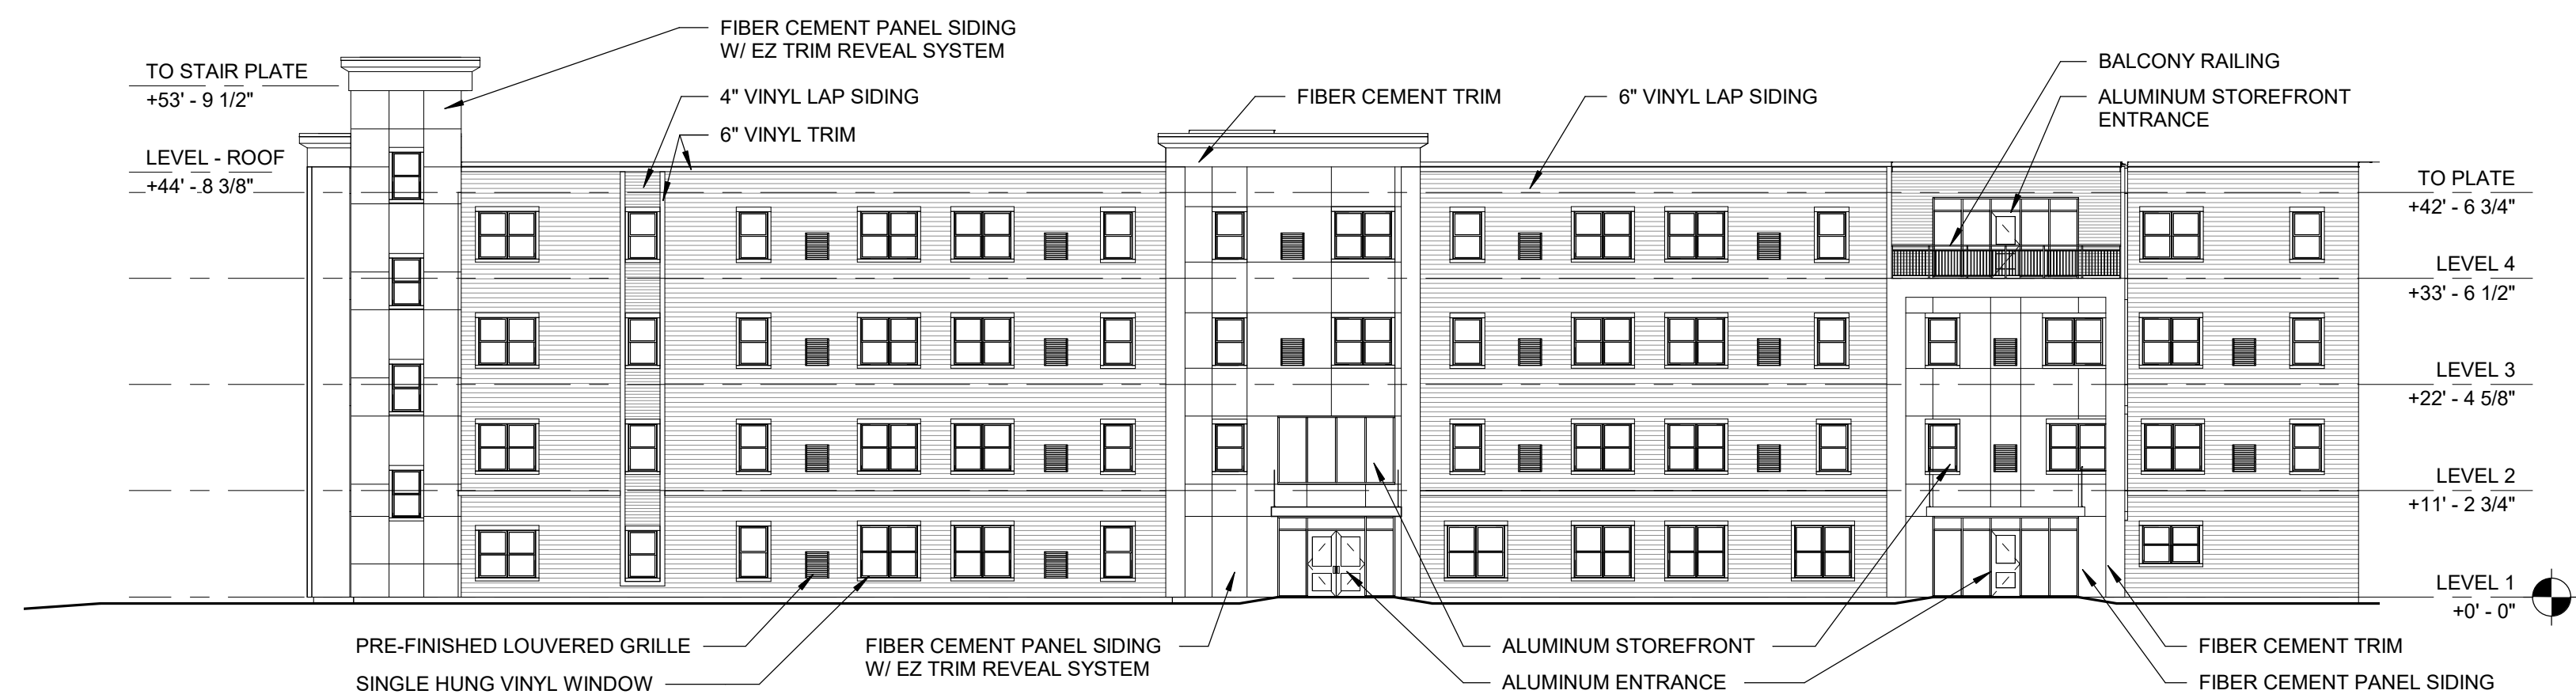 FIBER CEMENT PANEL SIDING
W/ EZ TRIM REVEAL SYSTEM
TO STAIR PLATE
+53' - 9 1/2"
4" VINYL LAP SIDING
6" VINYL TRIM
FIBER CEMENT TRIM
6" VINYL LAP SIDING
BALCONY RAILING
ALUMINUM STOREFRONT
ENTRANCE
LEVEL - ROOF
+44' - 8 3/8"
TO PLATE
+42' - 6 3/4"
LEVEL 4
+33' - 6 1/2"
LEVEL 3
+22' - 4 5/8"
LEVEL 2
+11' - 2 3/4"
LEVEL 1
+0' - 0"
PRE-FINISHED LOUVERED GRILLE
SINGLE HUNG VINYL WINDOW
FIBER CEMENT PANEL SIDING
W/ EZ TRIM REVEAL SYSTEM
ALUMINUM STOREFRONT
ALUMINUM ENTRANCE
FIBER CEMENT TRIM
FIBER CEMENT PANEL SIDING